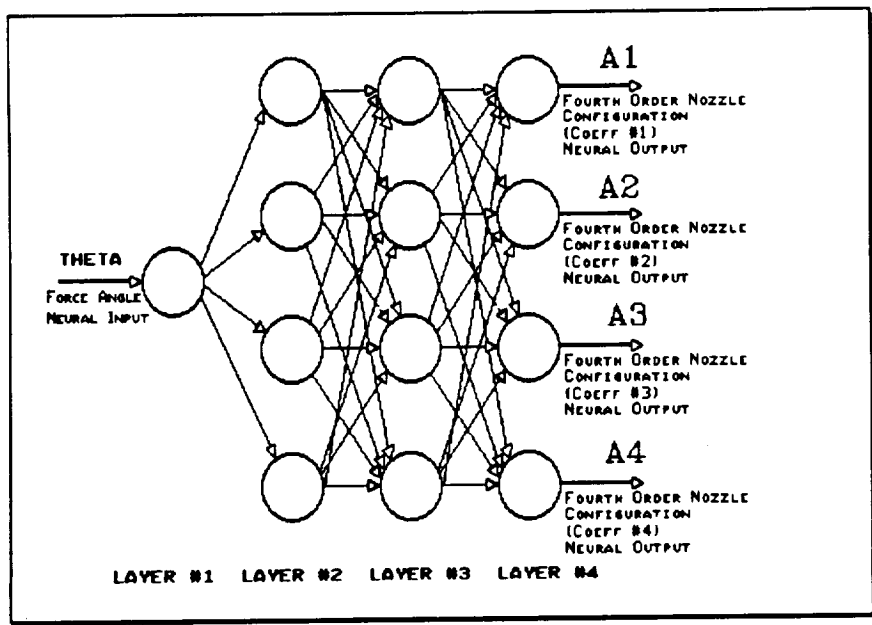 THETA
FORCE ANGLE
NEURAL INPUT
A1
FOURTH ORDER NOZZLE
CONFIGURATION
(COEFF #1)
NEURAL OUTPUT
A2
FOURTH ORDER NOZZLE
CONFIGURATION
(COEFF #2)
NEURAL OUTPUT
A3
FOURTH ORDER NOZZLE
CONFIGURATION
(COEFF #3)
NEURAL OUTPUT
A4
FOURTH ORDER NOZZLE
CONFIGURATION
(COEFF #4)
NEURAL OUTPUT
LAYER #1 LAYER #2 LAYER #3 LAYER #4